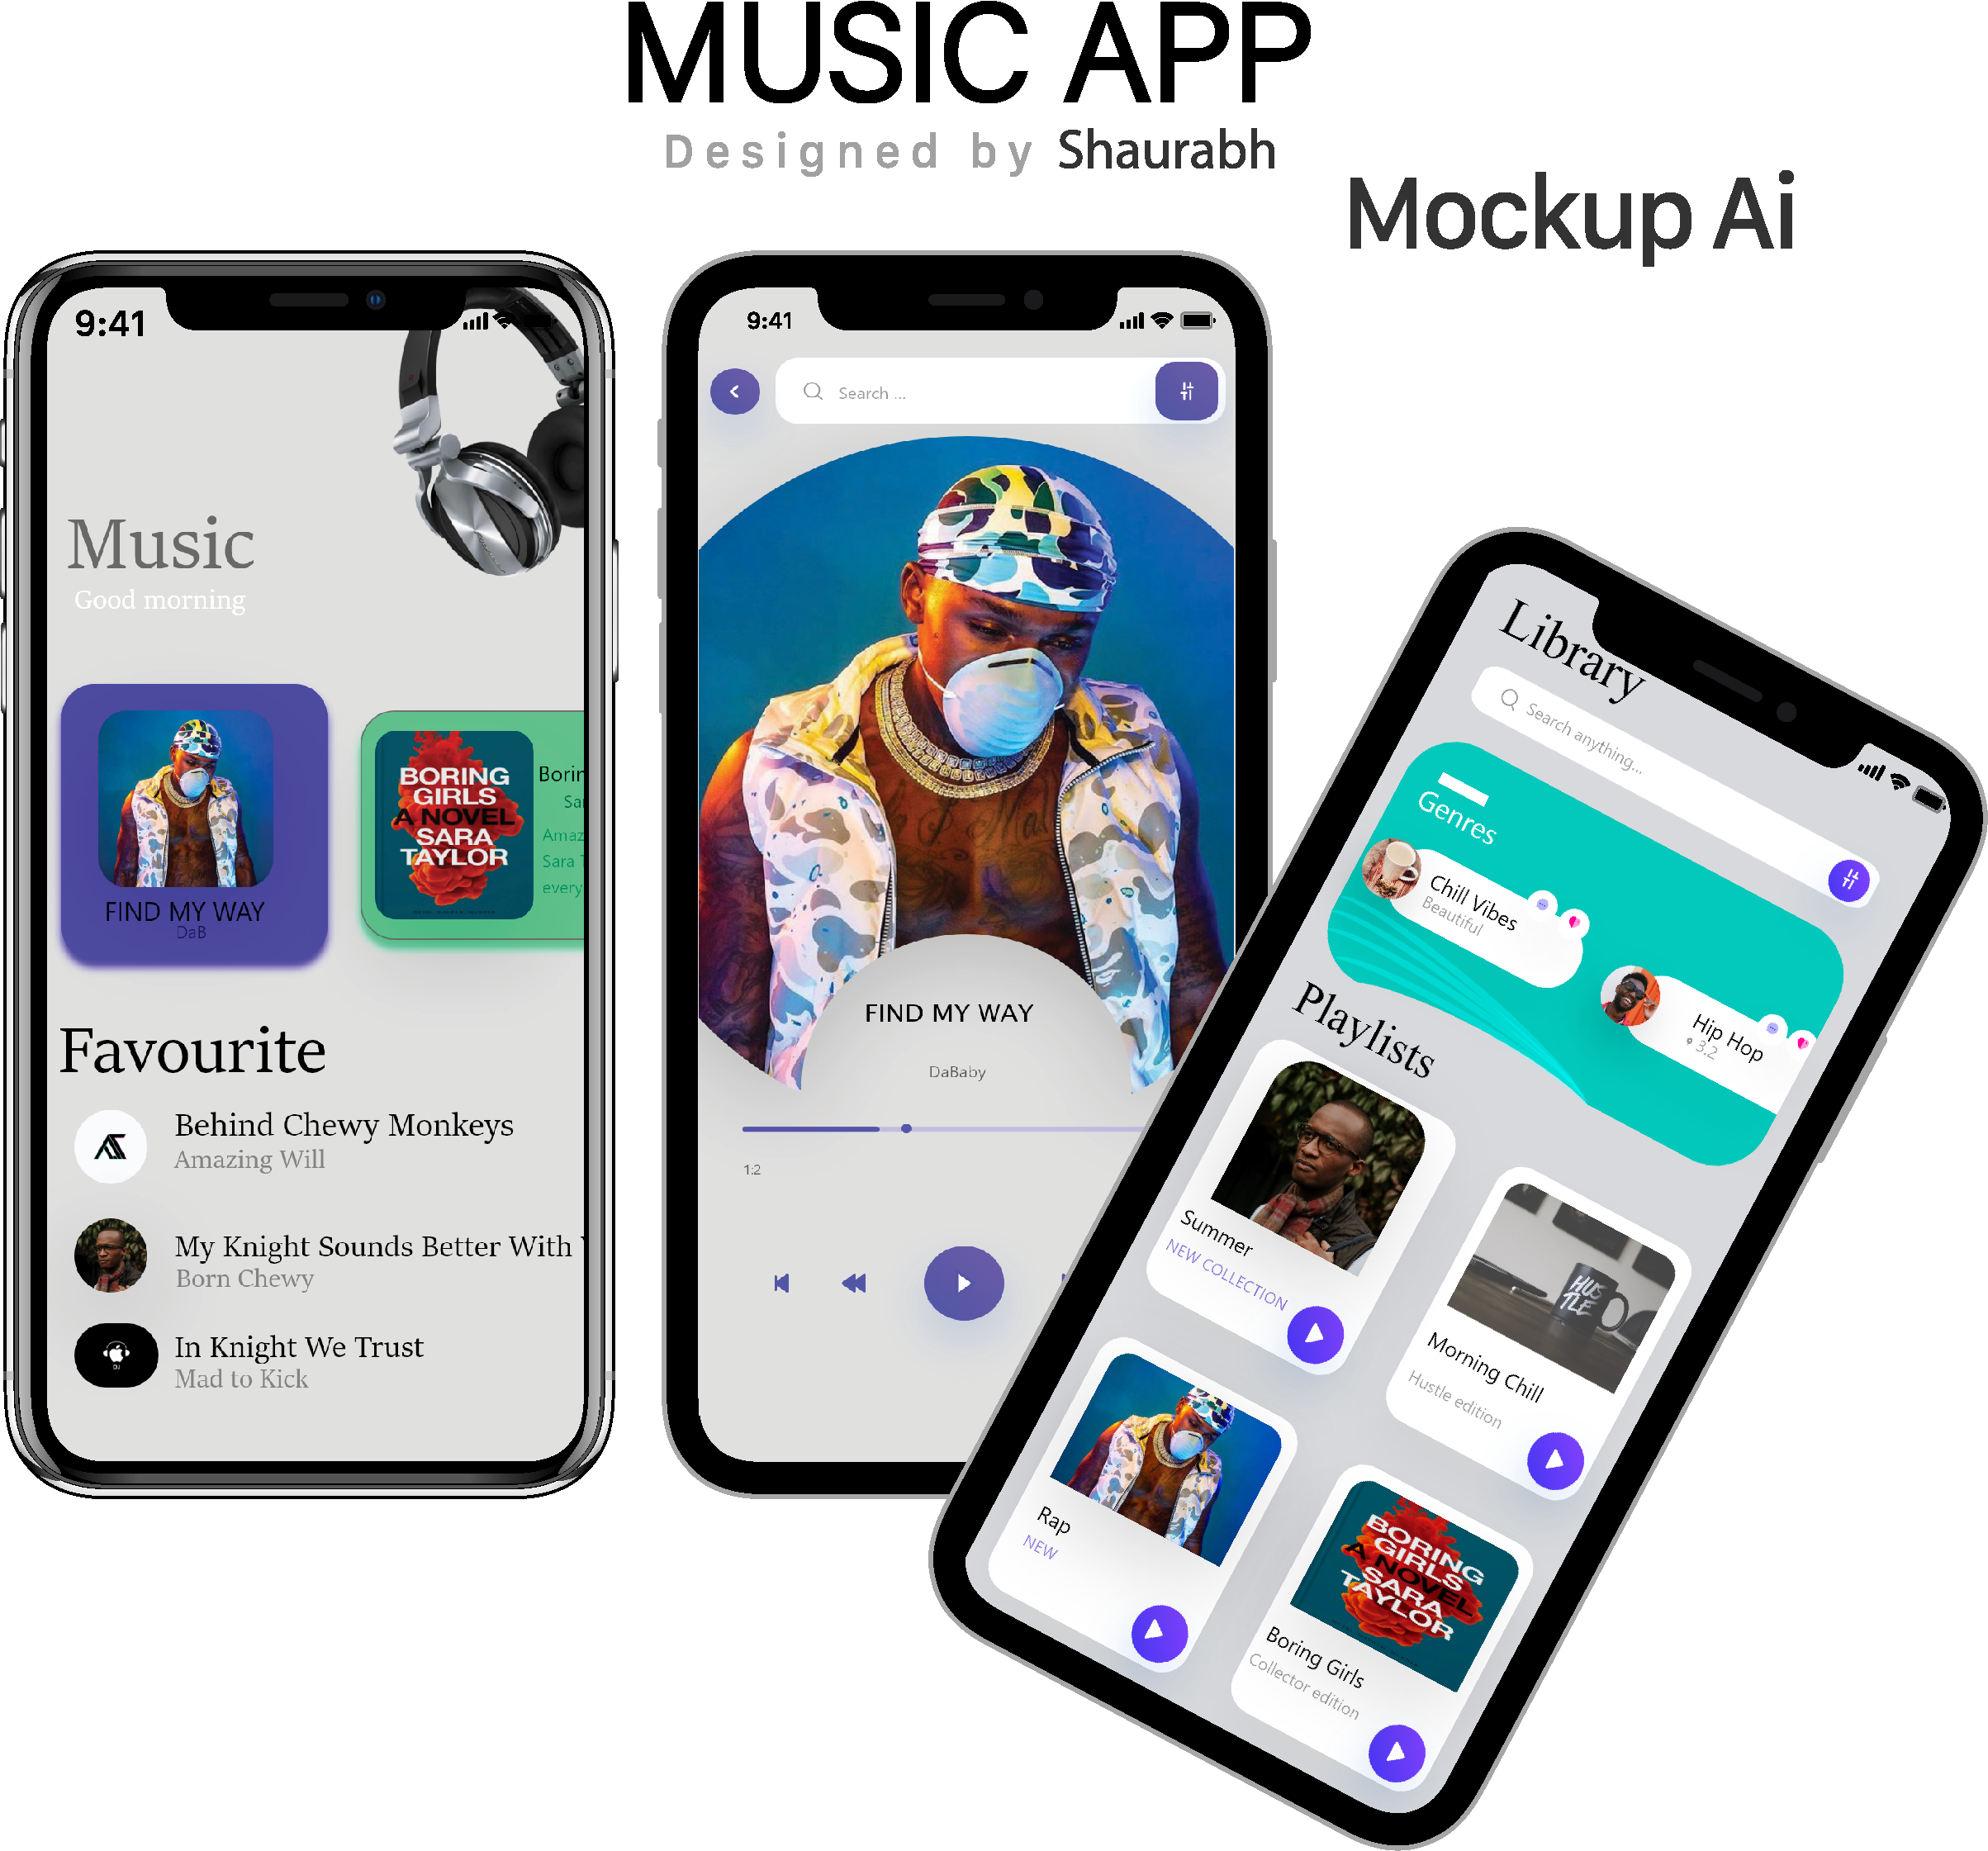 MUSIC APP
Designed by Shaurabh
Mockup Ai
9:41
Music
Good morning
FIND MY WAY
DaB
BORING
GIRLS
A NOVEL
SARA
TAYLOR
Borin
Sar
Amaz
Sara T
every
Favourite
Behind Chewy Monkeys
Amazing Will
My Knight Sounds Better With
Born Chewy
In Knight We Trust
Mad to Kick
9:41
Search ...
FIND MY WAY
DaBaby
1:2
Library
Search anything...
Genres
Chill Vibes
Beautiful
Hip Hop
3.2
Playlists
Summer
NEW COLLECTION
HUS
TLE
Morning Chill
Hustle edition
Rap
NEW
BORING
GIRLS
A NOVEL
SARA
TAYLOR
Boring Girls
Collector edition